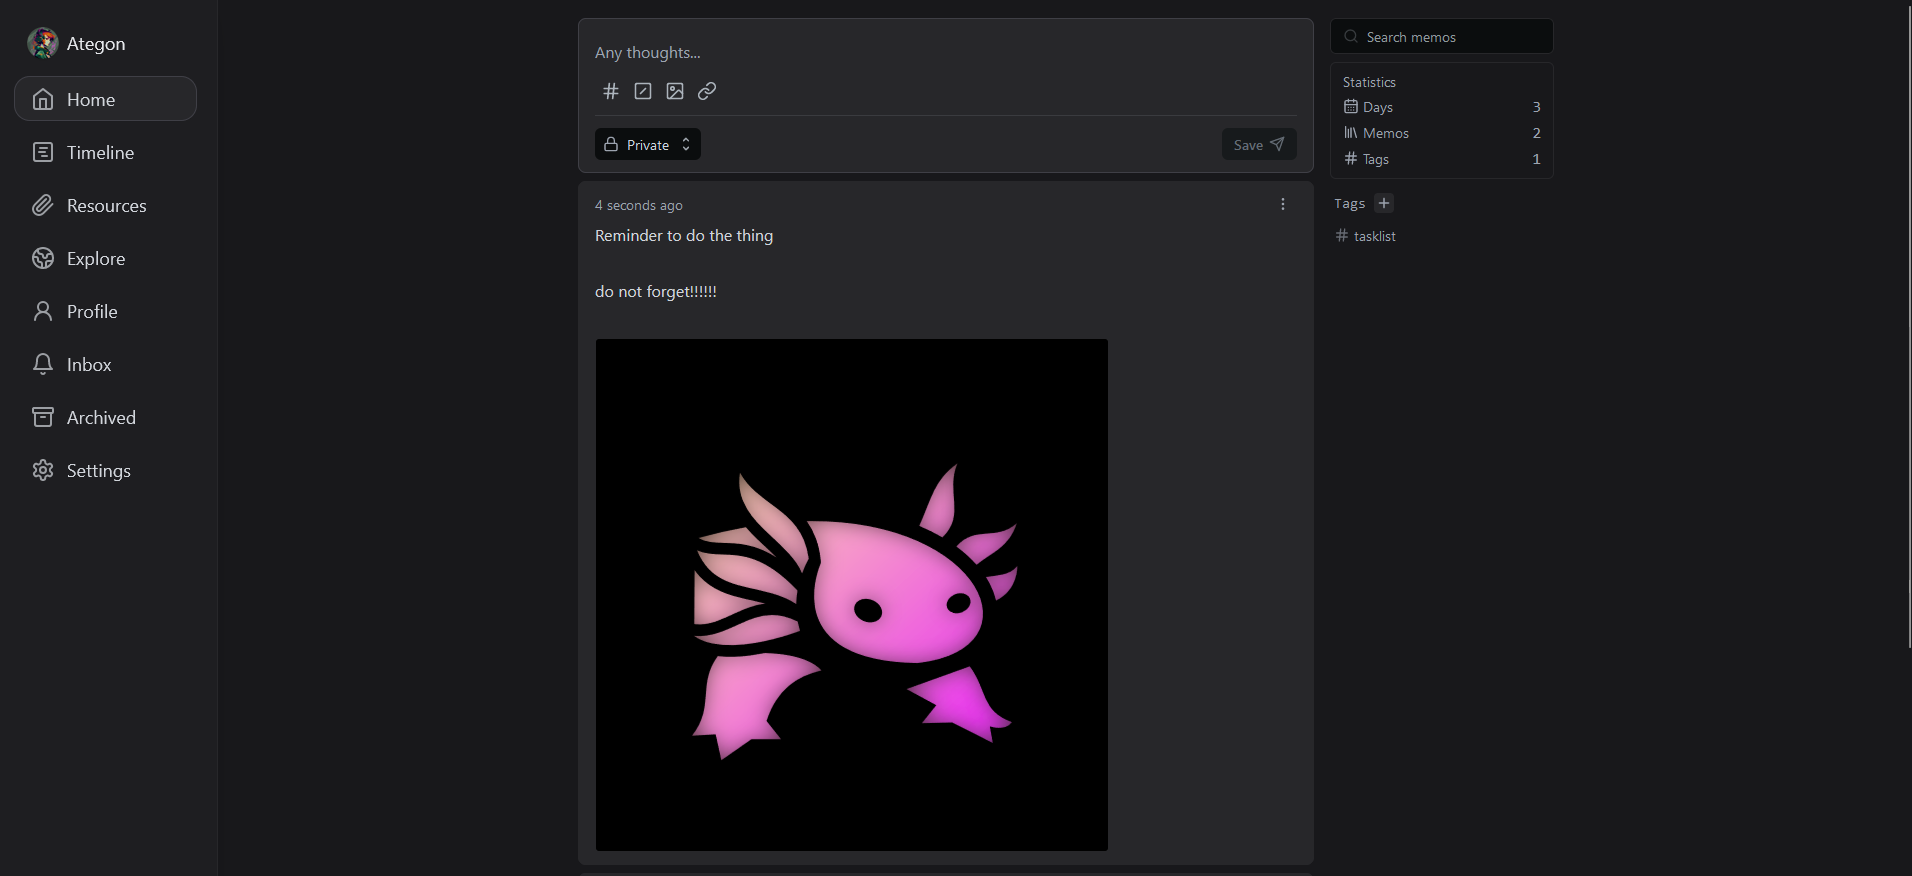 Ategon
Home
Timeline
Resources
Explore
Profile
Inbox
Archived
Settings
Any thoughts...
Private
Save
4 seconds ago
Reminder to do the thing
do not forget!!!!!!
Search memos
Statistics
Days 3
Memos 2
Tags 1
Tags +
# tasklist